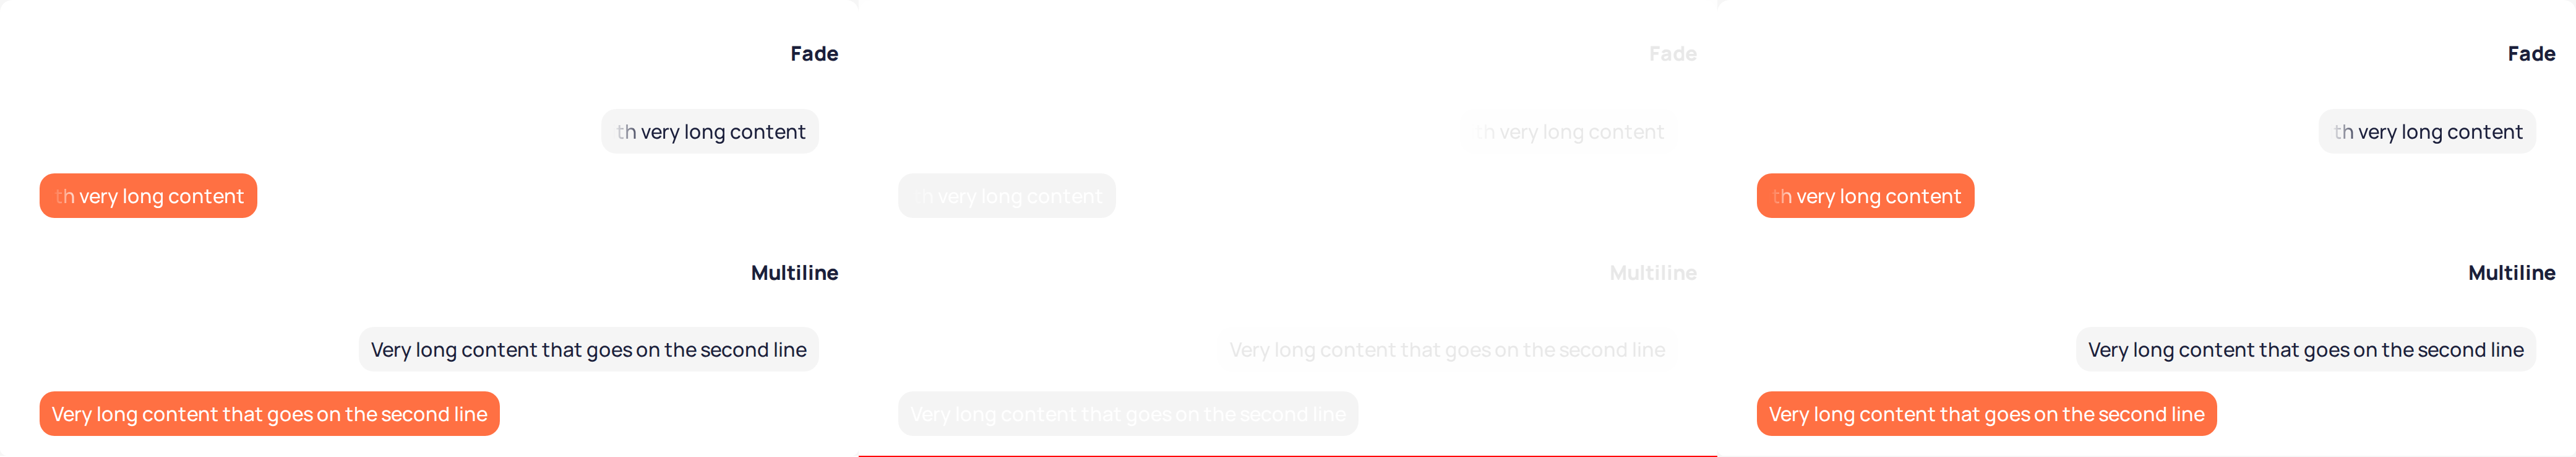 Fade
Fade
Fade
th very long content
th very long content
th very long content
th very long content
th very long content
th very long content
Multiline
Multiline
Multiline
Very long content that goes on the second line
Very long content that goes on the second line
Very long content that goes on the second line
Very long content that goes on the second line
Very long content that goes on the second line
Very long content that goes on the second line